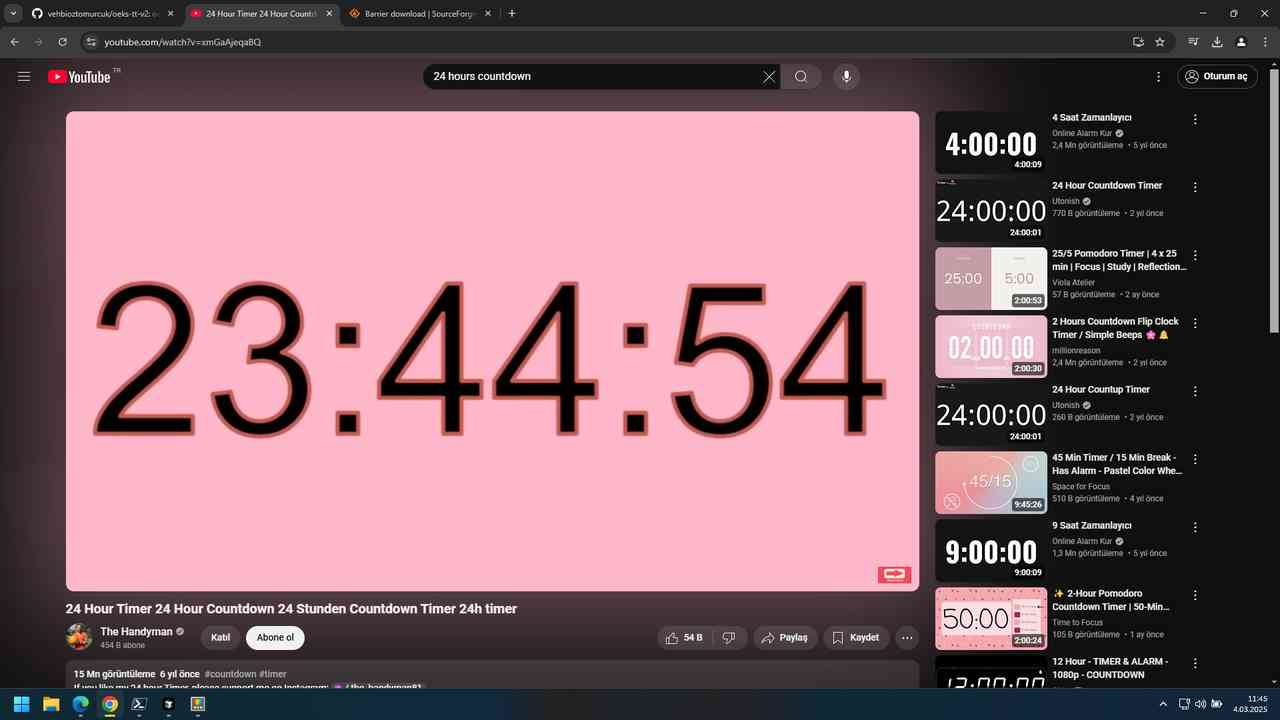 vehbioztomurcuk/oeks-tt-v2:
24 Hour Timer 24 Hour Countd
Barrier download | SourceForge
youtube.com/watch?v=xmGaAjeqaBQ
YouTube TR
24 hours countdown
Oturum aç
23:44:54
24 Hour Timer 24 Hour Countdown 24 Stunden Countdown Timer 24h timer
The Handyman
454 B abone
Katıl
Abone ol
54 B
Paylaş
Kaydet
15 Mn görüntüleme 6 yıl önce #countdown #timer
If you like my 24 hour Timer, please support me on Instagram: / the_handyman81
4:00:00
4:00:09
4 Saat Zamanlayıcı
Online Alarm Kur
2,4 Mn görüntüleme • 5 yıl önce
24:00:00
24:00:01
24 Hour Countdown Timer
Utonish
770 B görüntüleme • 2 yıl önce
25:00
5:00
2:00:53
25/5 Pomodoro Timer | 4 x 25
min | Focus | Study | Reflection...
Viola Atelier
57 B görüntüleme • 2 ay önce
COUNTDOWN
02 00 00
2:00:30
2 Hours Countdown Flip Clock
Timer / Simple Beeps 🌸 🔔
millionreason
2,4 Mn görüntüleme • 2 yıl önce
24:00:00
24:00:01
24 Hour Countup Timer
Utonish
260 B görüntüleme • 2 yıl önce
45/15
9:45:26
45 Min Timer / 15 Min Break -
Has Alarm - Pastel Color Whe...
Space for Focus
510 B görüntüleme • 4 yıl önce
9:00:00
9:00:09
9 Saat Zamanlayıcı
Online Alarm Kur
1,3 Mn görüntüleme • 5 yıl önce
50:00
2:00:24
✨ 2-Hour Pomodoro
Countdown Timer | 50-Min...
Time to Focus
105 B görüntüleme • 1 ay önce
12:00:00
12 Hour - TIMER & ALARM -
1080p - COUNTDOWN
11:45
4.03.2025